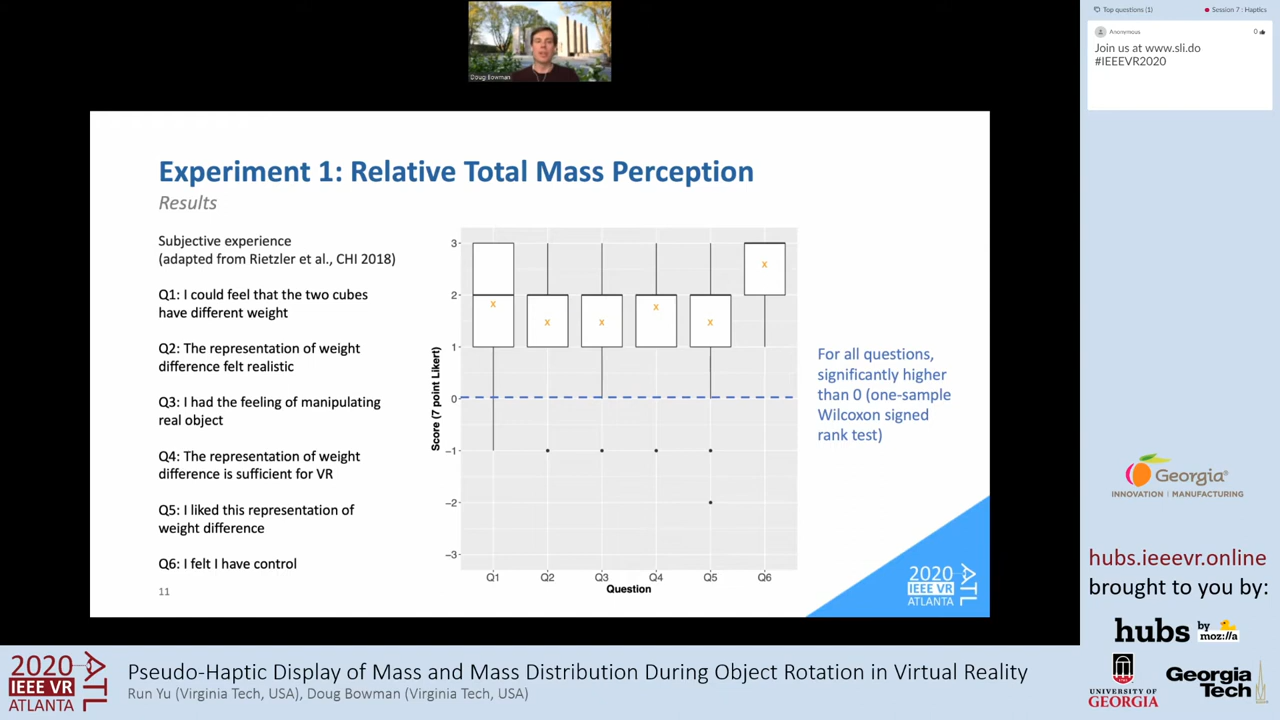 Doug Bowman
Top questions (1)
Session 7 : Haptics
Anonymous
0
Join us at www.sli.do
#IEEEVR2020
Experiment 1: Relative Total Mass Perception
Results
Subjective experience
(adapted from Rietzler et al., CHI 2018)
Q1: I could feel that the two cubes
have different weight
Q2: The representation of weight
difference felt realistic
Q3: I had the feeling of manipulating
real object
Q4: The representation of weight
difference is sufficient for VR
Q5: I liked this representation of
weight difference
Q6: I felt I have control
11
Score (7 point Likert)
3
2
1
0
−1
−2
−3
Q1 Q2 Q3 Q4 Q5 Q6
Question
For all questions,
significantly higher
than 0 (one-sample
Wilcoxon signed
rank test)
2020
IEEE VR
ATLANTA
ATL
Georgia®
INNOVATION | MANUFACTURING
hubs.ieeevr.online
brought to you by:
hubs by
moz://a
UNIVERSITY OF
GEORGIA
Georgia
Tech
2020
IEEE VR
ATLANTA
ATL
Pseudo-Haptic Display of Mass and Mass Distribution During Object Rotation in Virtual Reality
Run Yu (Virginia Tech, USA), Doug Bowman (Virginia Tech, USA)